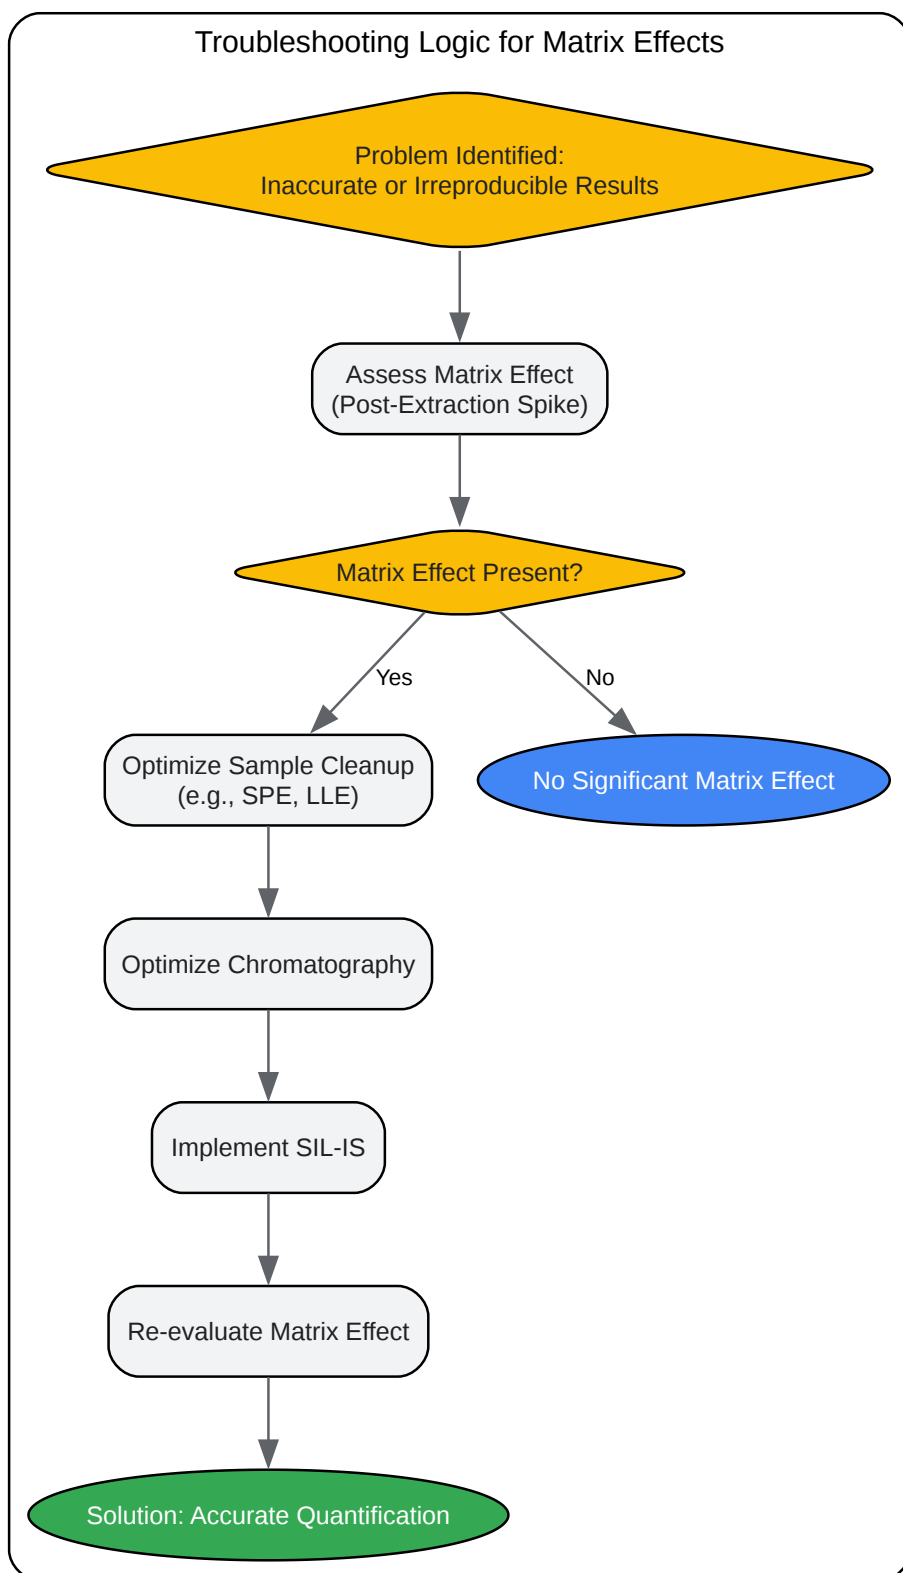 Troubleshooting Logic for Matrix Effects
Problem Identified:
Inaccurate or Irreproducible Results
Assess Matrix Effect
(Post-Extraction Spike)
Matrix Effect Present?
Yes
No
Optimize Sample Cleanup
(e.g., SPE, LLE)
No Significant Matrix Effect
Optimize Chromatography
Implement SIL-IS
Re-evaluate Matrix Effect
Solution: Accurate Quantification